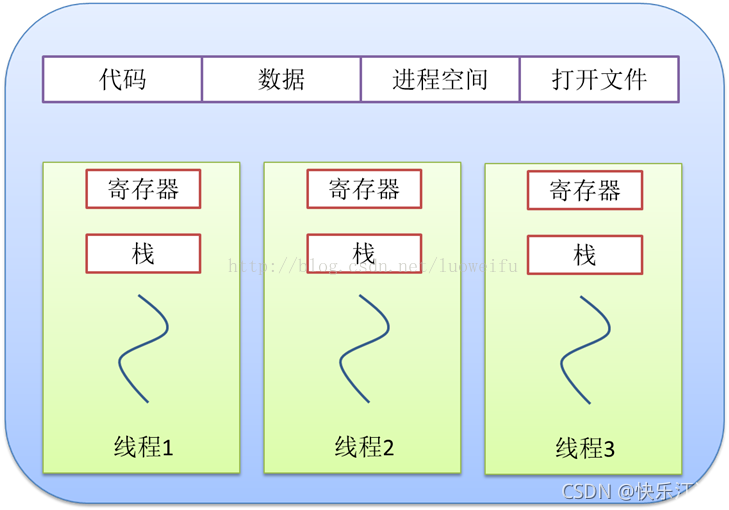 代码 数据 进程空间 打开文件
寄存器 寄存器 寄存器
栈 栈 栈
http://blog.csdn.net/luoweifu
线程1 线程2 线程3
CSDN @快乐江